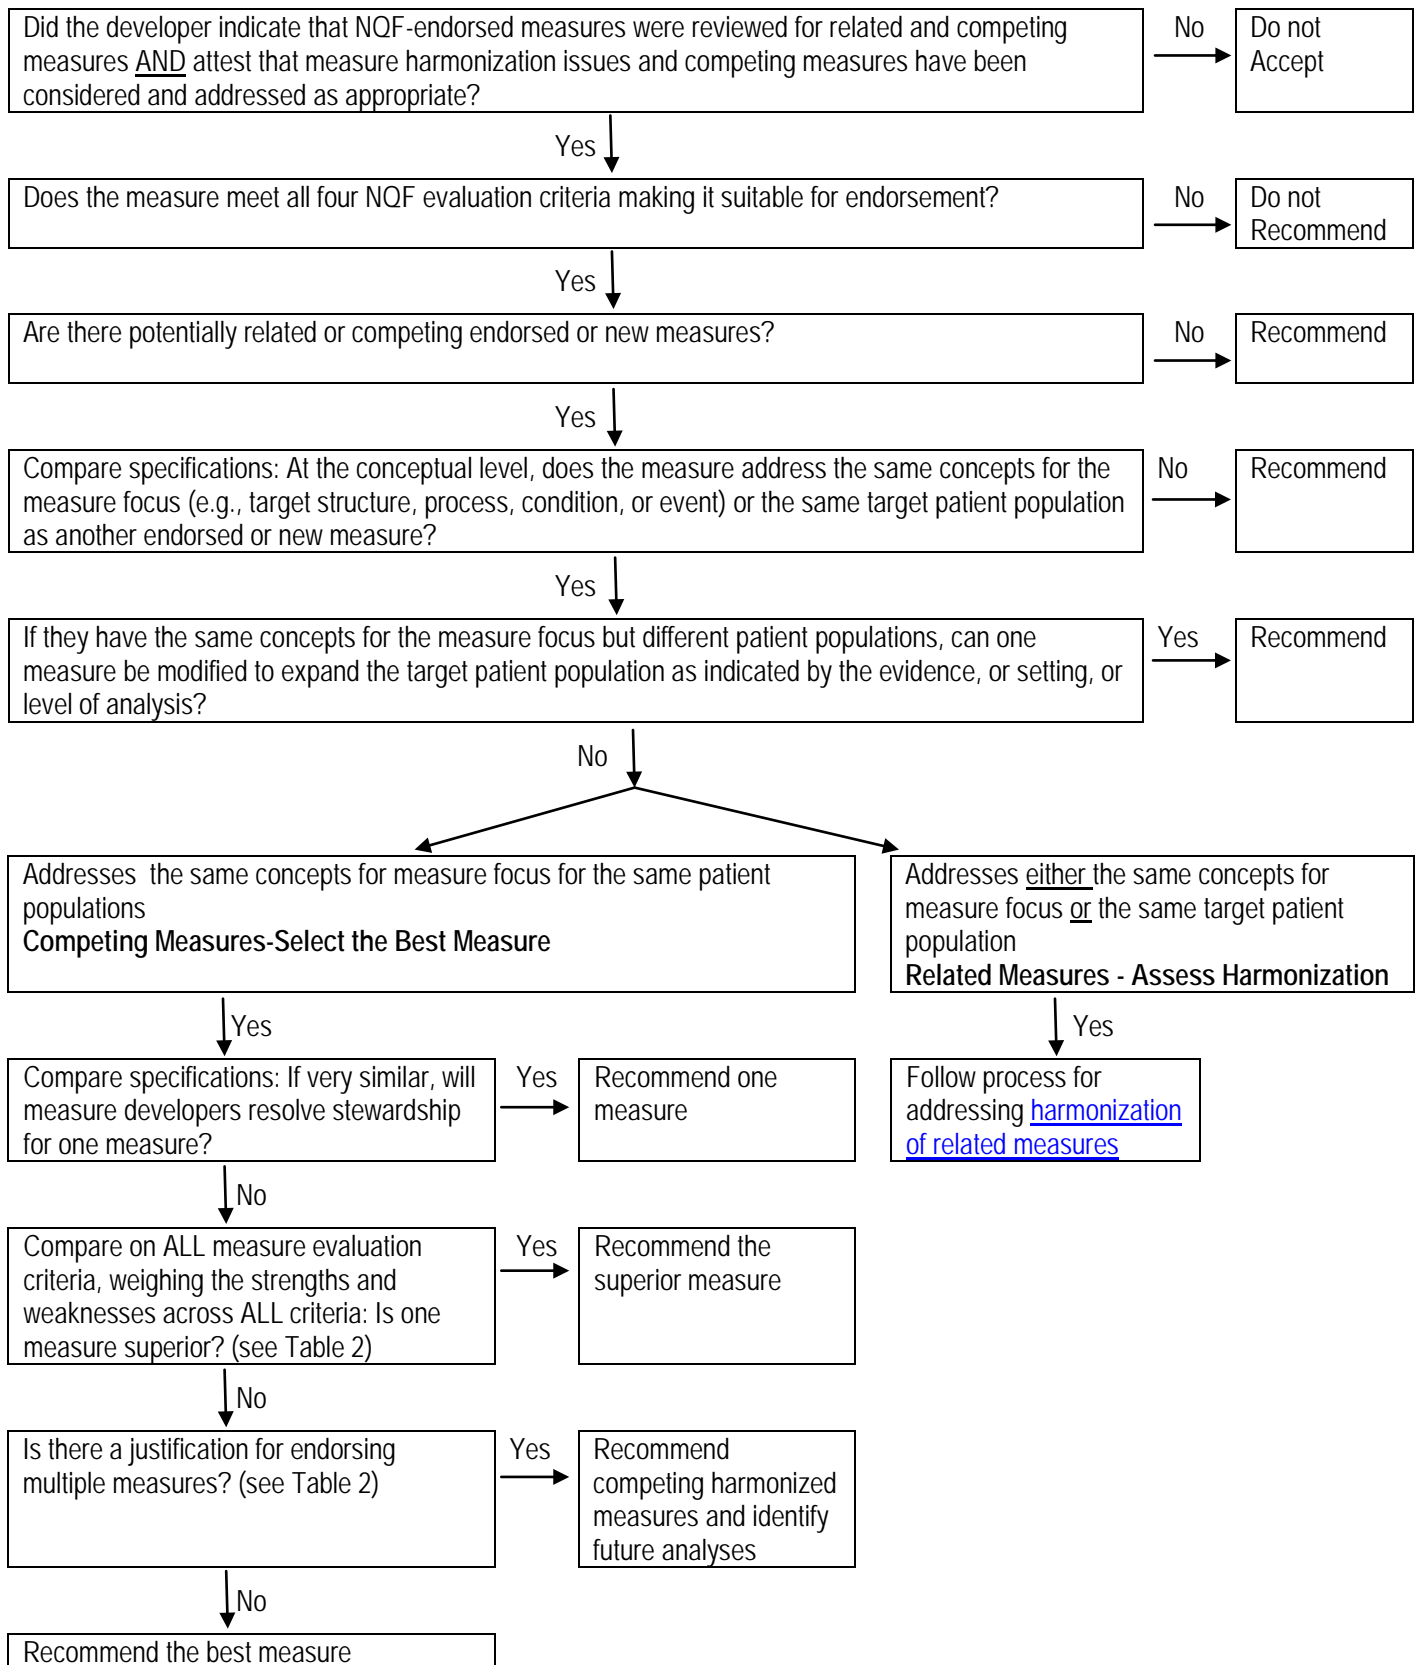 Did the developer indicate that NQF-endorsed measures were reviewed for related and competing
measures AND attest that measure harmonization issues and competing measures have been
considered and addressed as appropriate?
No
Do not
Accept
Yes
Does the measure meet all four NQF evaluation criteria making it suitable for endorsement?
No
Do not
Recommend
Yes
Are there potentially related or competing endorsed or new measures?
No
Recommend
Yes
Compare specifications: At the conceptual level, does the measure address the same concepts for the
measure focus (e.g., target structure, process, condition, or event) or the same target patient population
as another endorsed or new measure?
No
Recommend
Yes
If they have the same concepts for the measure focus but different patient populations, can one
measure be modified to expand the target patient population as indicated by the evidence, or setting, or
level of analysis?
Yes
Recommend
No
Addresses the same concepts for measure focus for the same patient
populations
Competing Measures-Select the Best Measure
Addresses either the same concepts for
measure focus or the same target patient
population
Related Measures - Assess Harmonization
Yes
Yes
Compare specifications: If very similar, will
measure developers resolve stewardship
for one measure?
Yes
Recommend one
measure
Follow process for
addressing harmonization
of related measures
No
Compare on ALL measure evaluation
criteria, weighing the strengths and
weaknesses across ALL criteria: Is one
measure superior? (see Table 2)
Yes
Recommend the
superior measure
No
Is there a justification for endorsing
multiple measures? (see Table 2)
Yes
Recommend
competing harmonized
measures and identify
future analyses
No
Recommend the best measure